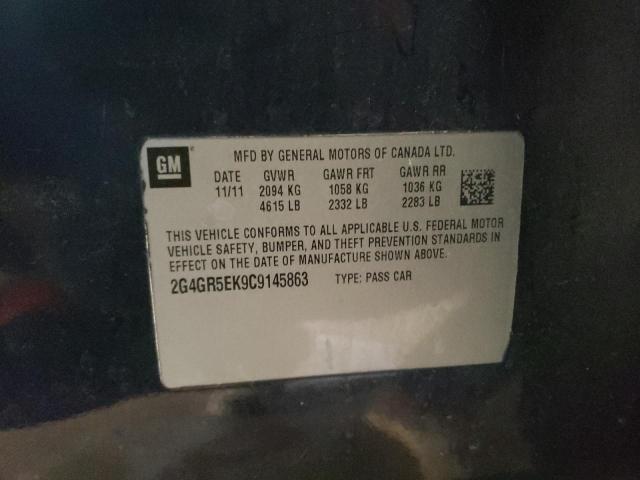 GM
MFD BY GENERAL MOTORS OF CANADA LTD.
DATE GVWR GAWR FRT GAWR RR
11/11 2094 KG 1058 KG 1036 KG
4615 LB 2332 LB 2283 LB
THIS VEHICLE CONFORMS TO ALL APPLICABLE U.S. FEDERAL MOTOR
VEHICLE SAFETY, BUMPER, AND THEFT PREVENTION STANDARDS IN
EFFECT ON THE DATE OF MANUFACTURE SHOWN ABOVE.
2G4GR5EK9C9145863 TYPE: PASS CAR